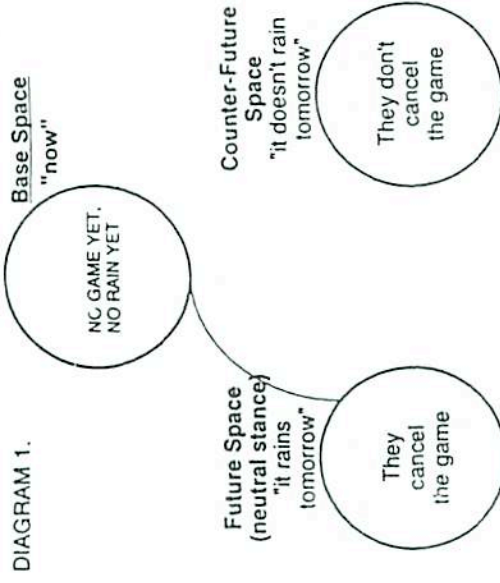 DIAGRAM 1.
Base Space
"now"
NO GAME YET,
NO RAIN YET
Future Space
(neutral stance)
"it rains
tomorrow"
They
cancel
the game
Counter-Future
Space
"it doesn't rain
tomorrow"
They don't
cancel
the game